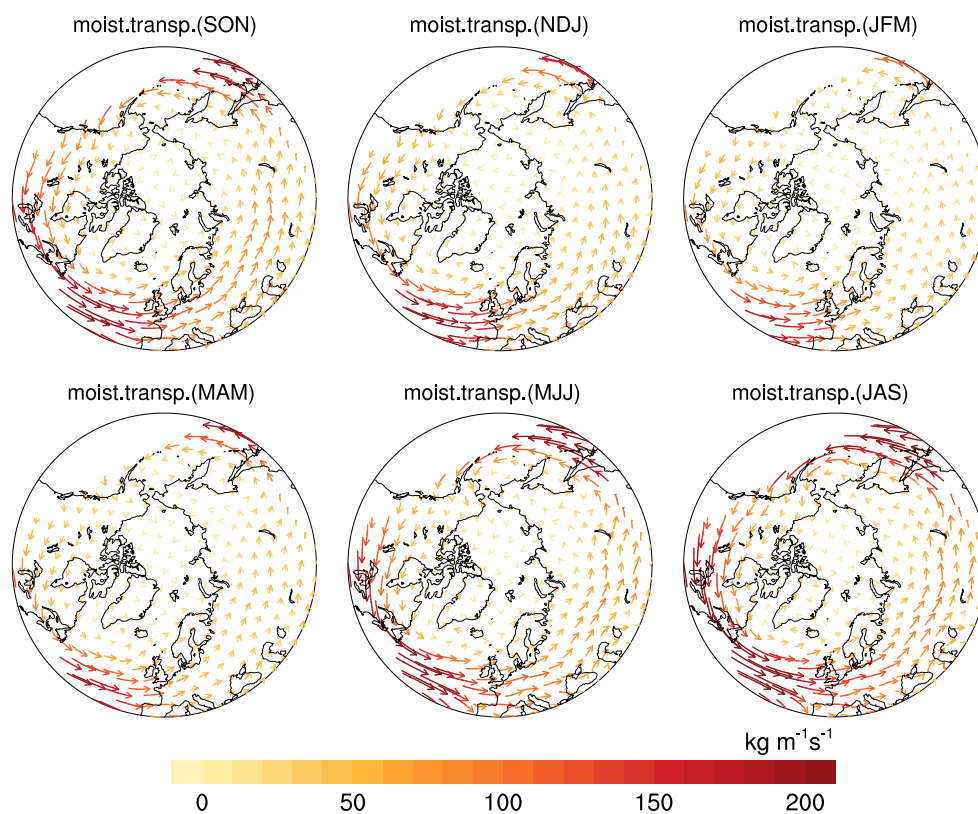 moist.transp.(SON)
moist.transp.(NDJ)
moist.transp.(JFM)
moist.transp.(MAM)
moist.transp.(MJJ)
moist.transp.(JAS)
kg m⁻¹s⁻¹
0 50 100 150 200